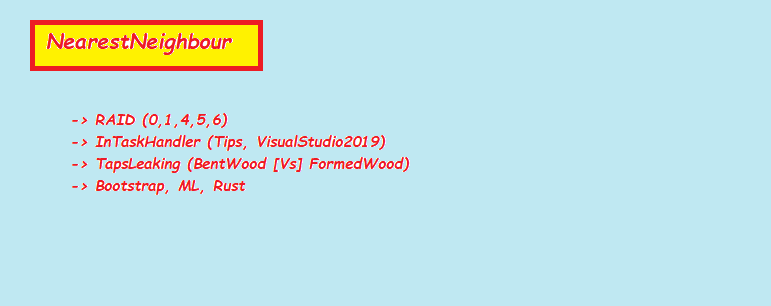 NearestNeighbour
-> RAID (0,1,4,5,6)
-> InTaskHandler (Tips, VisualStudio2019)
-> TapsLeaking (BentWood [Vs] FormedWood)
-> Bootstrap, ML, Rust